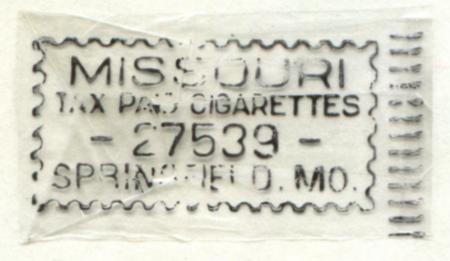 MISSOURI
TAX PAID CIGARETTES
- 27539 -
SPRINGFIELD. MO.